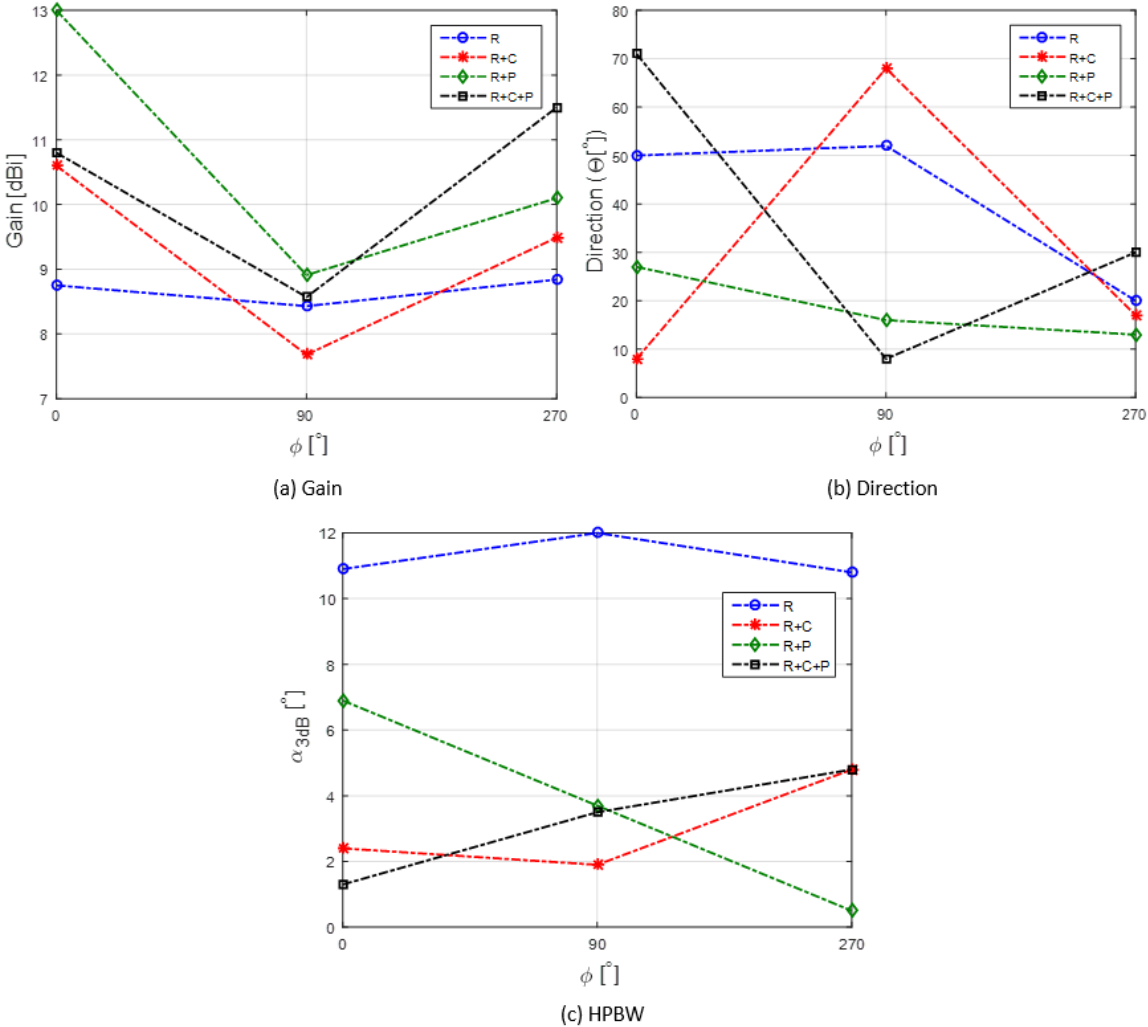 13
12
11
10
9
8
7
Gain [dBi]
0
90
270
ϕ [°]
R
R+C
R+P
R+C+P
(a) Gain
80
70
60
50
40
30
20
10
0
Direction (Θ[°])
0
90
270
ϕ [°]
R
R+C
R+P
R+C+P
(b) Direction
12
10
8
6
4
2
0
α3dB [°]
0
90
270
ϕ [°]
R
R+C
R+P
R+C+P
(c) HPBW